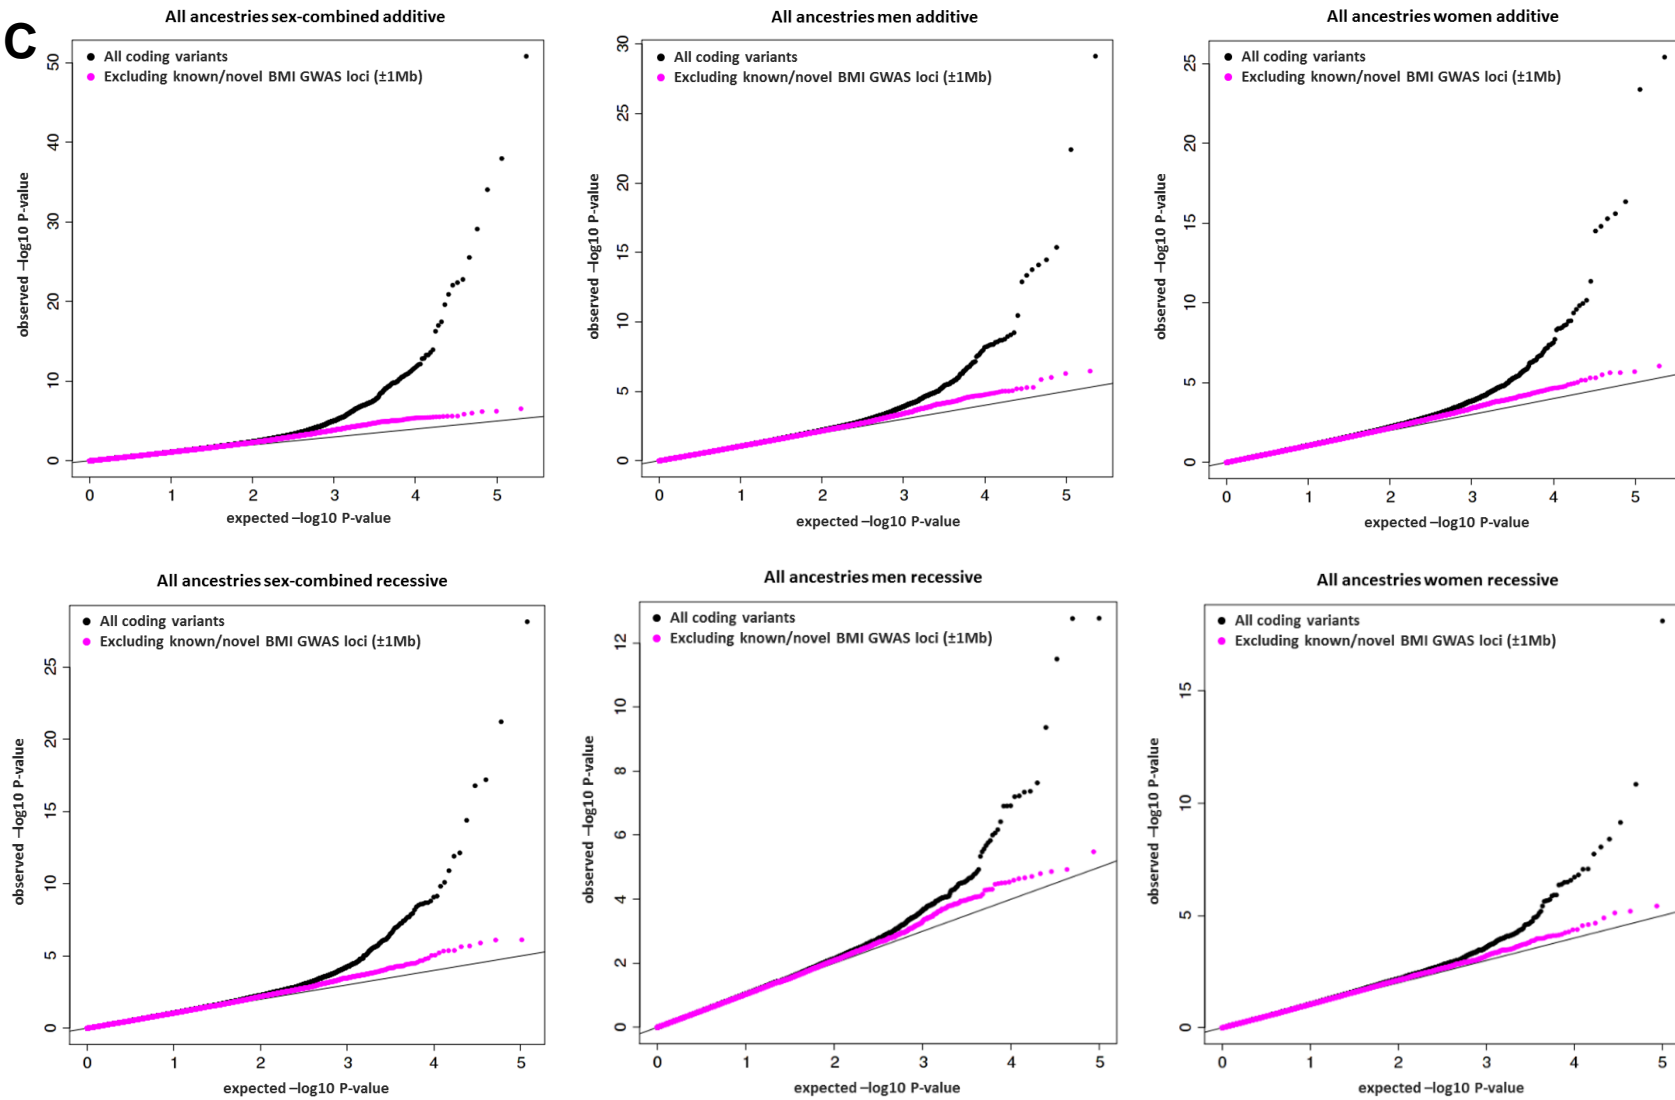 C
All ancestries sex-combined additive
All coding variants
Excluding known/novel BMI GWAS loci (±1Mb)
observed –log10 P-value
50
40
30
20
10
0
0 1 2 3 4 5
expected –log10 P-value
All ancestries men additive
All coding variants
Excluding known/novel BMI GWAS loci (±1Mb)
observed –log10 P-value
30
25
20
15
10
5
0
0 1 2 3 4 5
expected –log10 P-value
All ancestries women additive
All coding variants
Excluding known/novel BMI GWAS loci (±1Mb)
observed –log10 P-value
25
20
15
10
5
0
0 1 2 3 4 5
expected –log10 P-value
All ancestries sex-combined recessive
All coding variants
Excluding known/novel BMI GWAS loci (±1Mb)
observed –log10 P-value
25
20
15
10
5
0
0 1 2 3 4 5
expected –log10 P-value
All ancestries men recessive
All coding variants
Excluding known/novel BMI GWAS loci (±1Mb)
observed –log10 P-value
12
10
8
6
4
2
0
0 1 2 3 4 5
expected –log10 P-value
All ancestries women recessive
All coding variants
Excluding known/novel BMI GWAS loci (±1Mb)
observed –log10 P-value
15
10
5
0
0 1 2 3 4 5
expected –log10 P-value